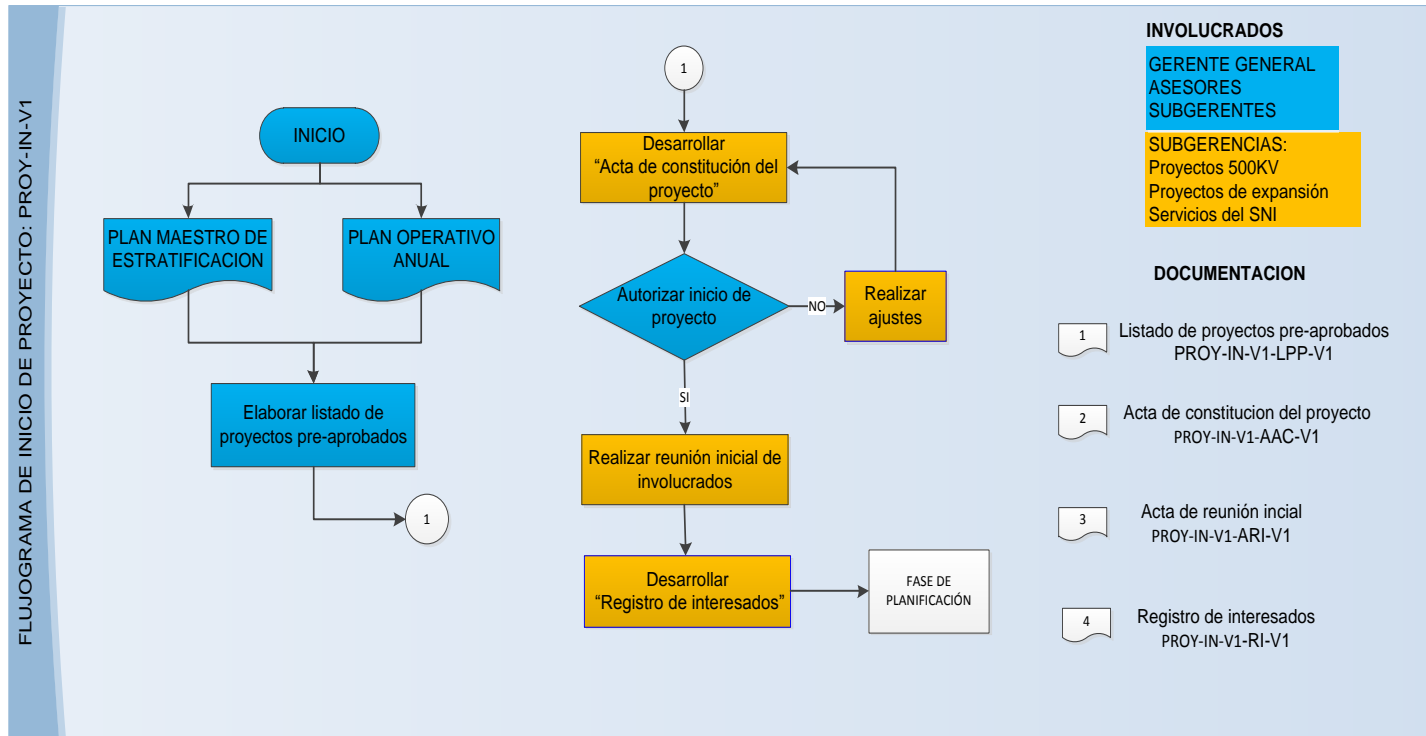 FLUJOGRAMA DE INICIO DE PROYECTO: PROY-IN-V1
INICIO
PLAN MAESTRO DE
ESTRATIFICACION
PLAN OPERATIVO
ANUAL
Elaborar listado de
proyectos pre-aprobados
1
1
Desarrollar
“Acta de constitución del
proyecto”
Autorizar inicio de
proyecto
NO
Realizar
ajustes
SI
Realizar reunión inicial de
involucrados
Desarrollar
“Registro de interesados”
FASE DE
PLANIFICACIÓN
INVOLUCRADOS
GERENTE GENERAL
ASESORES
SUBGERENTES
SUBGERENCIAS:
Proyectos 500KV
Proyectos de expansión
Servicios del SNI
DOCUMENTACION
1
Listado de proyectos pre-aprobados
PROY-IN-V1-LPP-V1
2
Acta de constitucion del proyecto
PROY-IN-V1-AAC-V1
3
Acta de reunión incial
PROY-IN-V1-ARI-V1
4
Registro de interesados
PROY-IN-V1-RI-V1